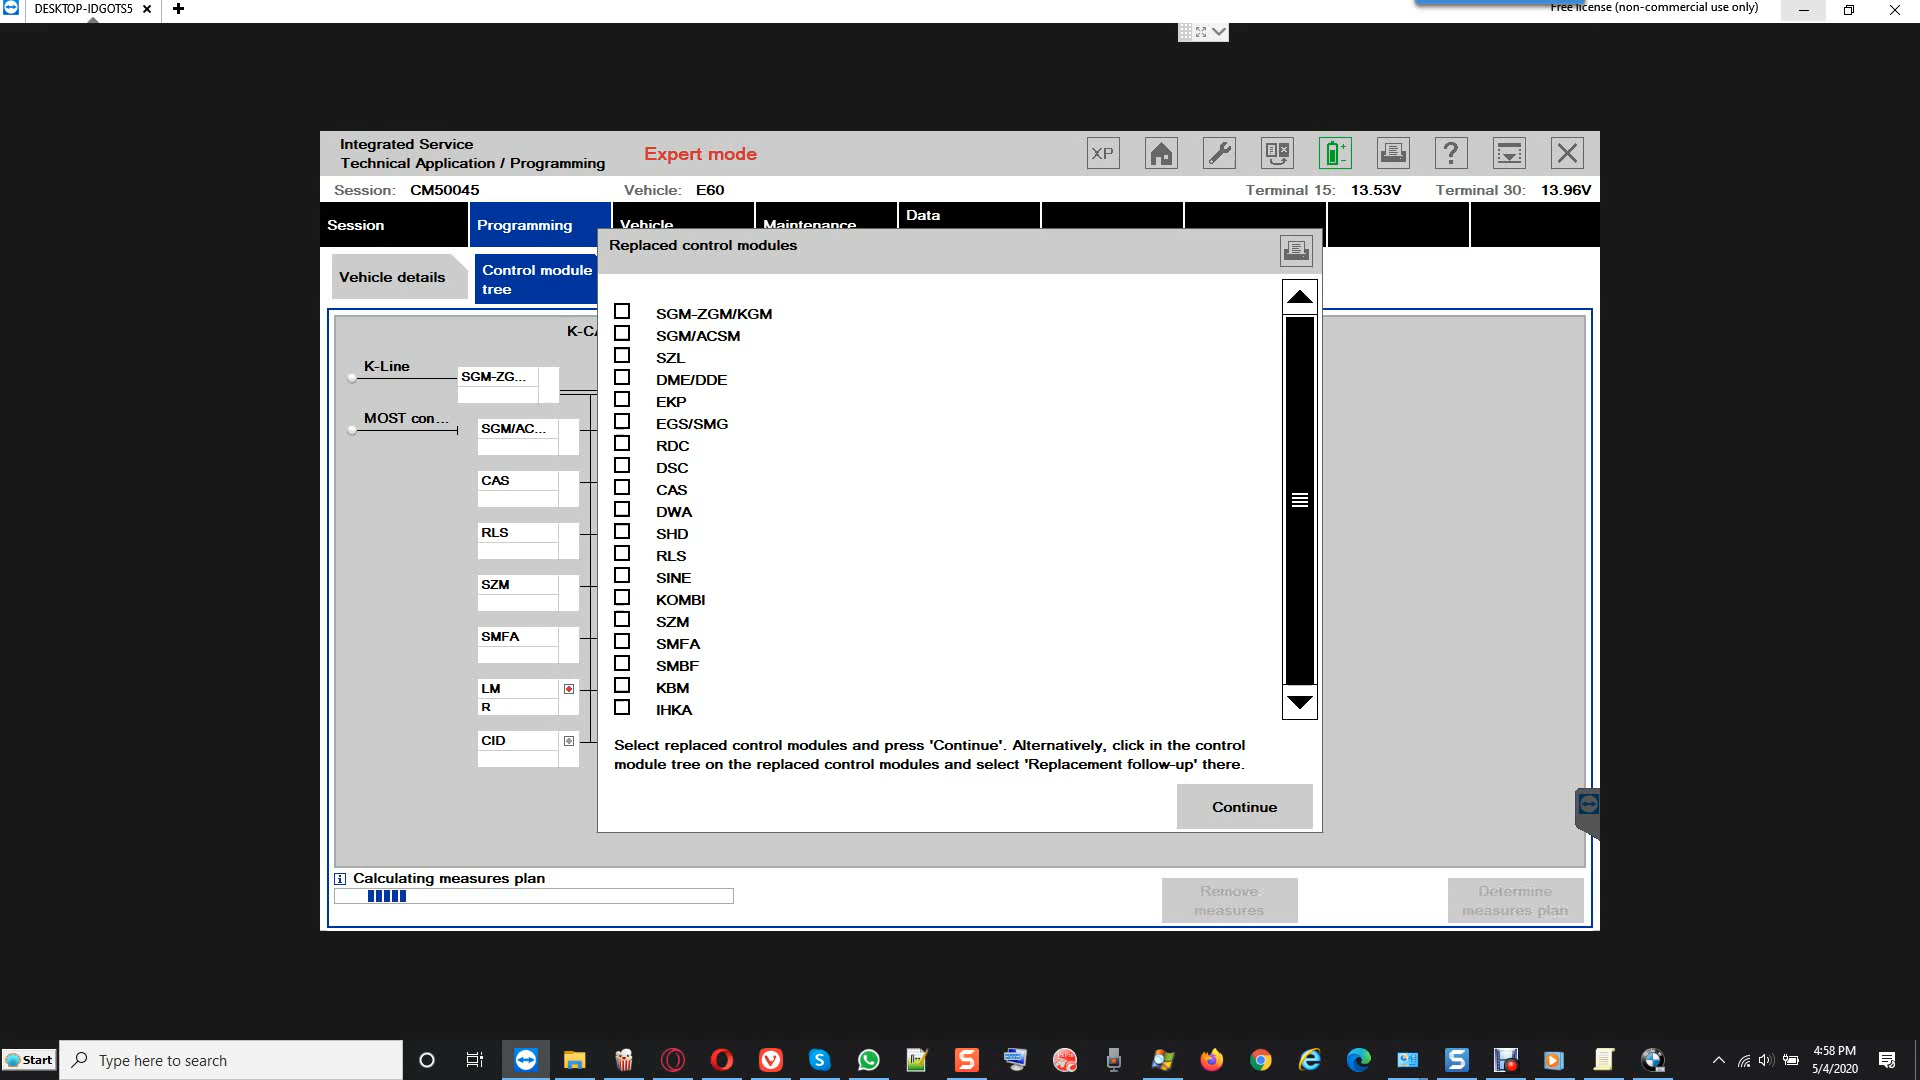 DESKTOP-IDGOTS5
Free license (non-commercial use only)
Integrated Service
Technical Application / Programming
Expert mode
XP
Session: CM50045
Vehicle: E60
Terminal 15: 13.53V
Terminal 30: 13.96V
Session
Programming
Vehicle
Maintenance
Data
Vehicle details
Control module
tree
Replaced control modules
K-CA
K-Line
SGM-ZG...
MOST con...
SGM/AC...
CAS
RLS
SZM
SMFA
LM
R
CID
SGM-ZGM/KGM
SGM/ACSM
SZL
DME/DDE
EKP
EGS/SMG
RDC
DSC
CAS
DWA
SHD
RLS
SINE
KOMBI
SZM
SMFA
SMBF
KBM
IHKA
Select replaced control modules and press 'Continue'. Alternatively, click in the control
module tree on the replaced control modules and select 'Replacement follow-up' there.
Continue
Calculating measures plan
Remove
measures
Determine
measures plan
Start
Type here to search
4:58 PM
5/4/2020